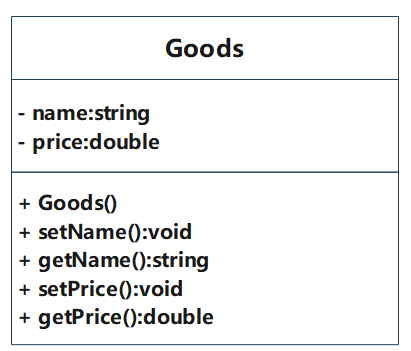 Goods
- name:string
- price:double
+ Goods()
+ setName():void
+ getName():string
+ setPrice():void
+ getPrice():double